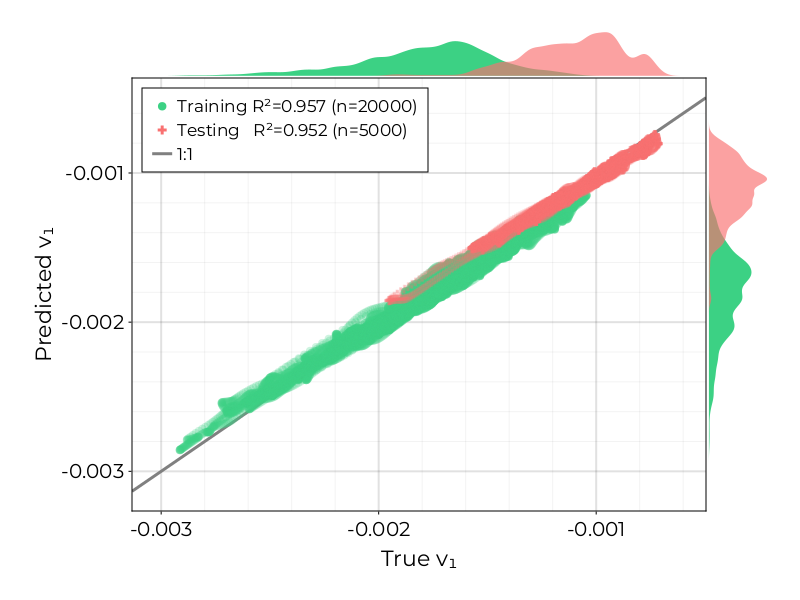 Training R²=0.957 (n=20000)
Testing R²=0.952 (n=5000)
1:1
-0.001
-0.002
-0.003
Predicted v₁
-0.003
-0.002
-0.001
True v₁